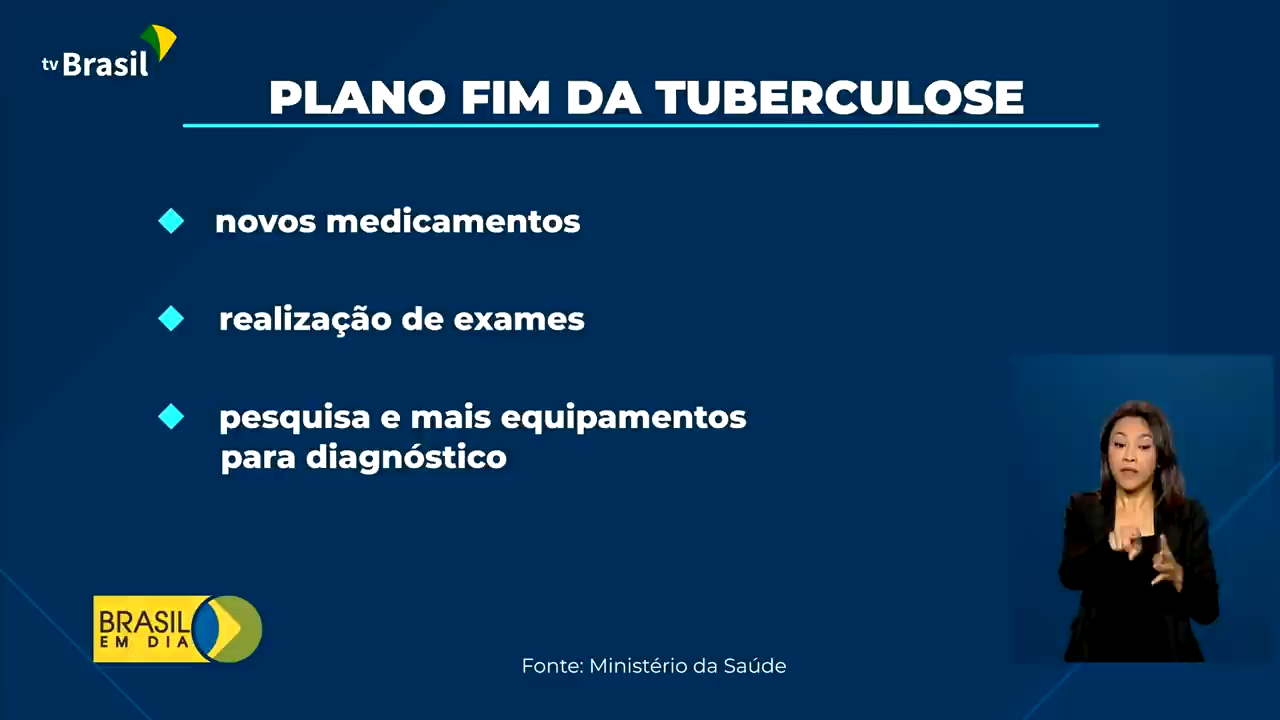 tv Brasil
PLANO FIM DA TUBERCULOSE
novos medicamentos
realização de exames
pesquisa e mais equipamentos
para diagnóstico
BRASIL
EM DIA
Fonte: Ministério da Saúde